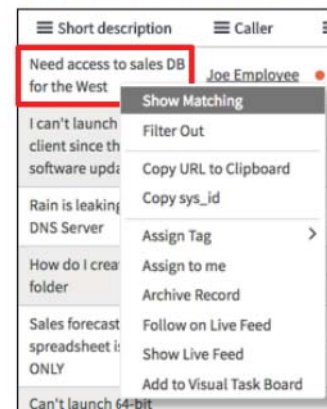 Short description
Caller
Need access to sales DB
for the West
Joe Employee
Show Matching
Filter Out
Copy URL to Clipboard
Copy sys_id
Assign Tag
Assign to me
Archive Record
Follow on Live Feed
Show Live Feed
Add to Visual Task Board
I can't launch
client since th
software upda
Rain is leaking
DNS Server
How do I crea
folder
Sales forecast
spreadsheet i
ONLY
Can't launch 64-bit